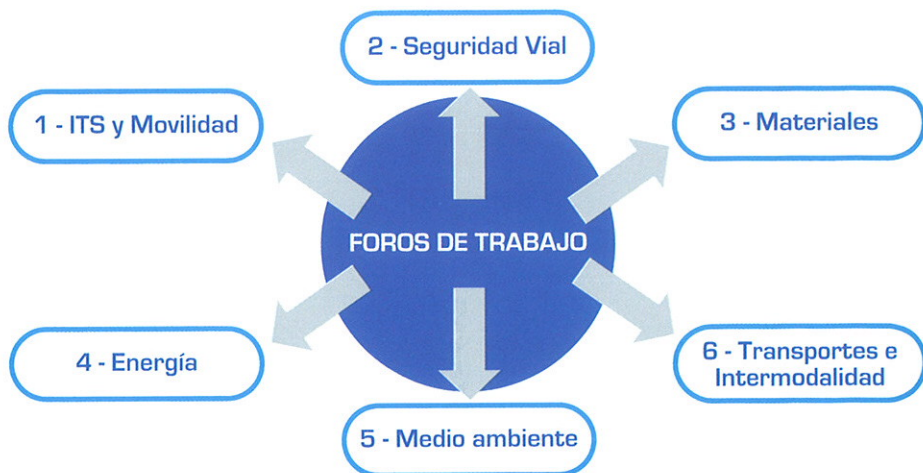 2 - Seguridad Vial
1 - ITS y Movilidad
3 - Materiales
FOROS DE TRABAJO
4 - Energía
6 - Transportes e
Intermodalidad
5 - Medio ambiente